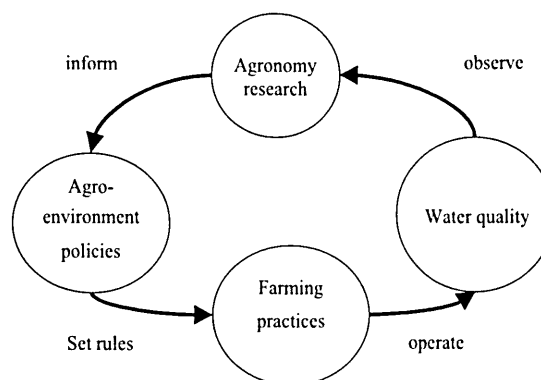 inform
Agronomy
research
observe
Agro-
environment
policies
Water quality
Farming
practices
Set rules
operate